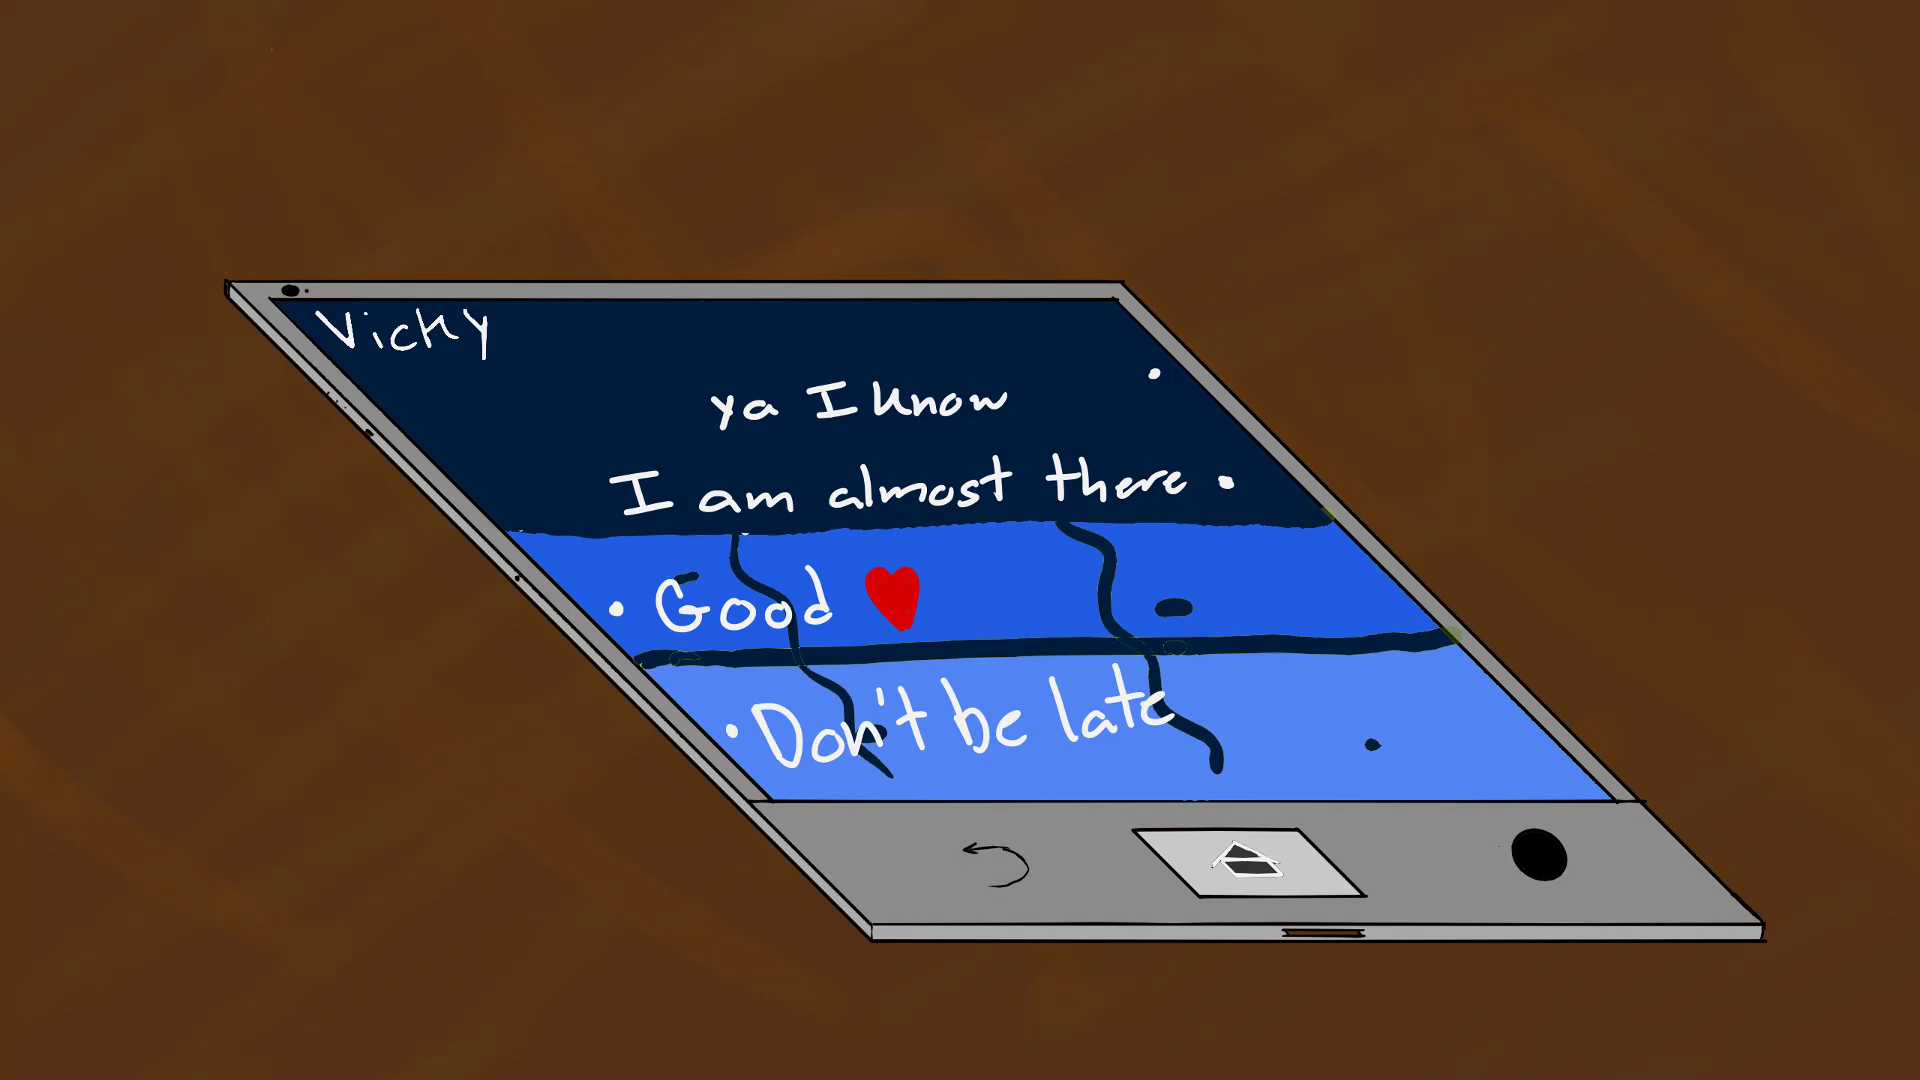 Vicky
ya I know
I am almost there
Good ❤
Don't be late